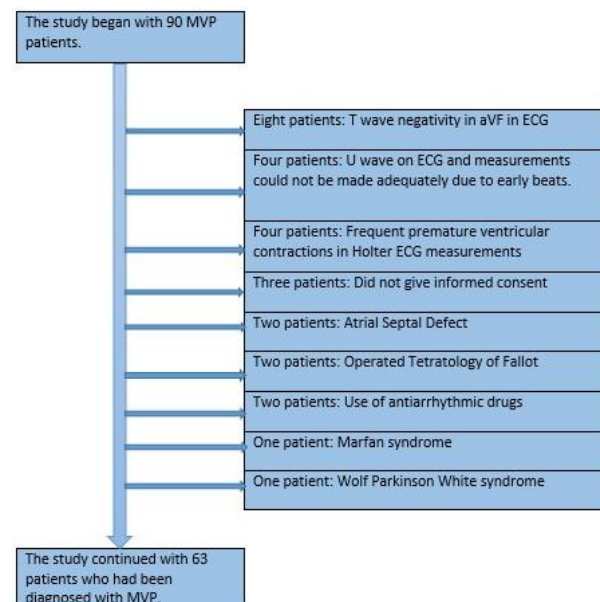 The study began with 90 MVP
patients.
Eight patients: T wave negativity in aVF in ECG
Four patients: U wave on ECG and measurements
could not be made adequately due to early beats.
Four patients: Frequent premature ventricular
contractions in Holter ECG measurements
Three patients: Did not give informed consent
Two patients: Atrial Septal Defect
Two patients: Operated Tetratology of Fallot
Two patients: Use of antiarrhythmic drugs
One patient: Marfan syndrome
One patient: Wolf Parkinson White syndrome
The study continued with 63
patients who had been
diagnosed with MVP.